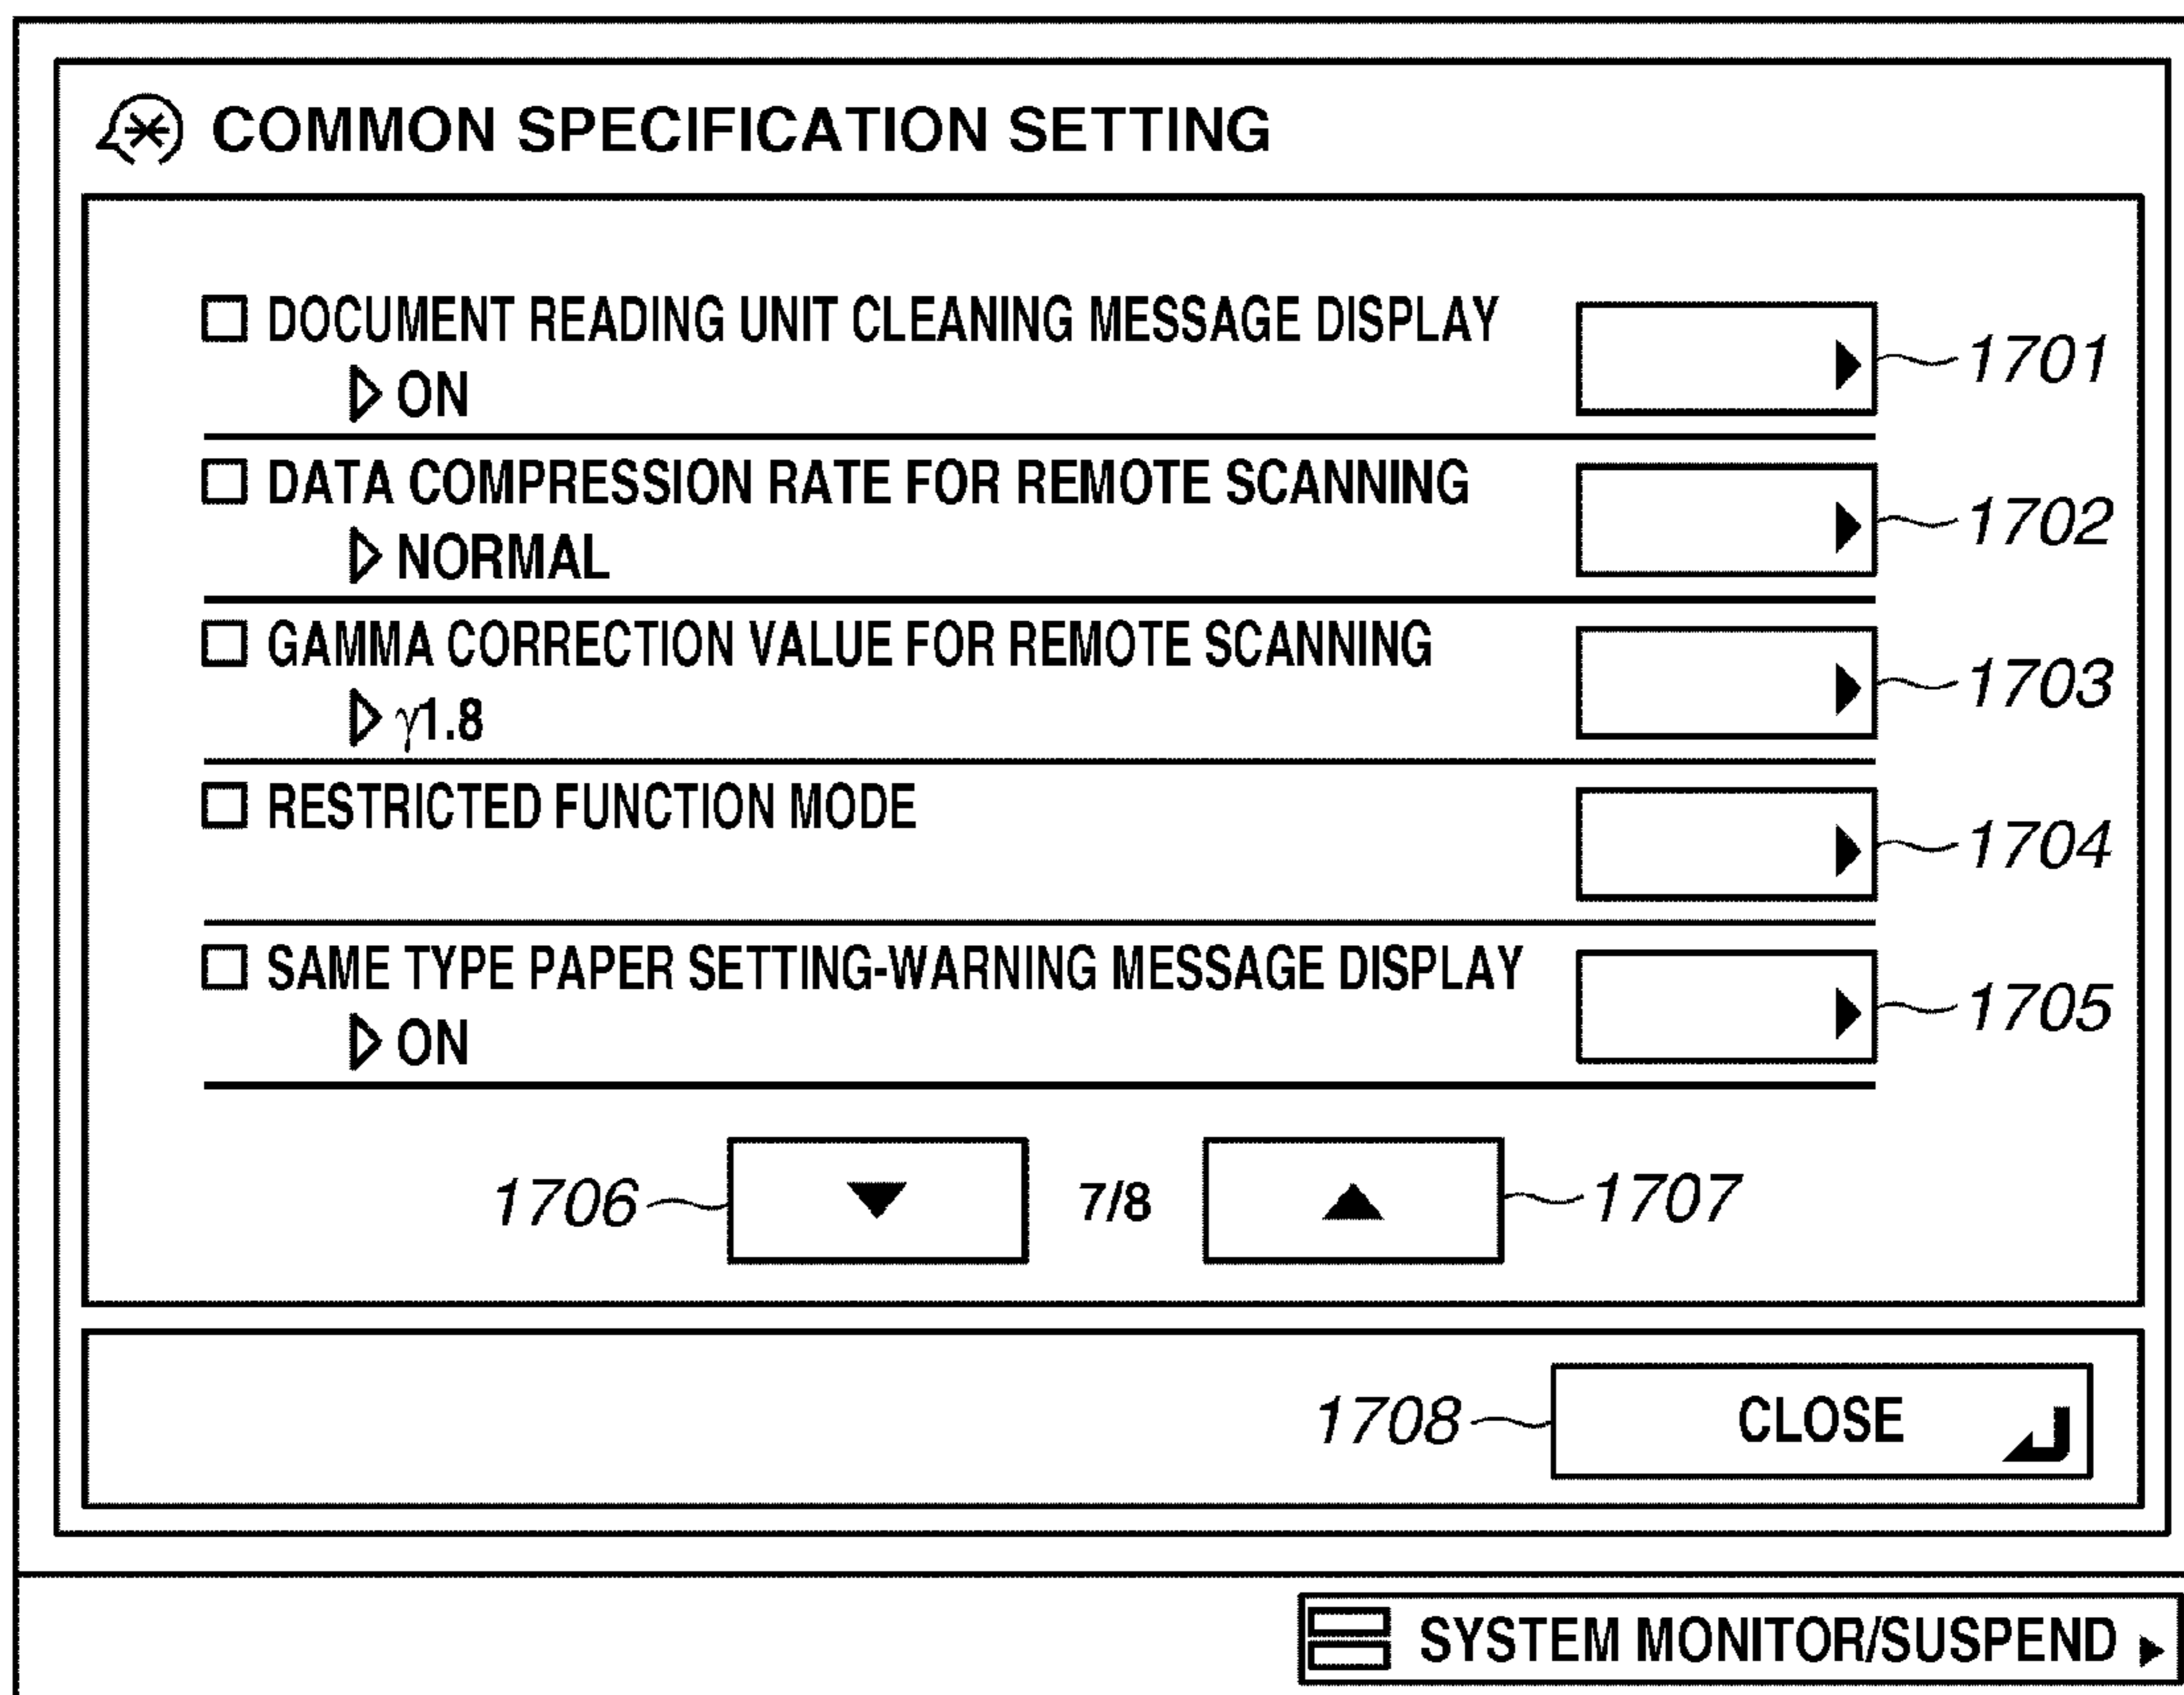 COMMON SPECIFICATION SETTING
DOCUMENT READING UNIT CLEANING MESSAGE DISPLAY
ON
1701
DATA COMPRESSION RATE FOR REMOTE SCANNING
NORMAL
1702
GAMMA CORRECTION VALUE FOR REMOTE SCANNING
γ1.8
1703
RESTRICTED FUNCTION MODE
1704
SAME TYPE PAPER SETTING-WARNING MESSAGE DISPLAY
ON
1705
1706 7/8 1707
1708 CLOSE
SYSTEM MONITOR/SUSPEND